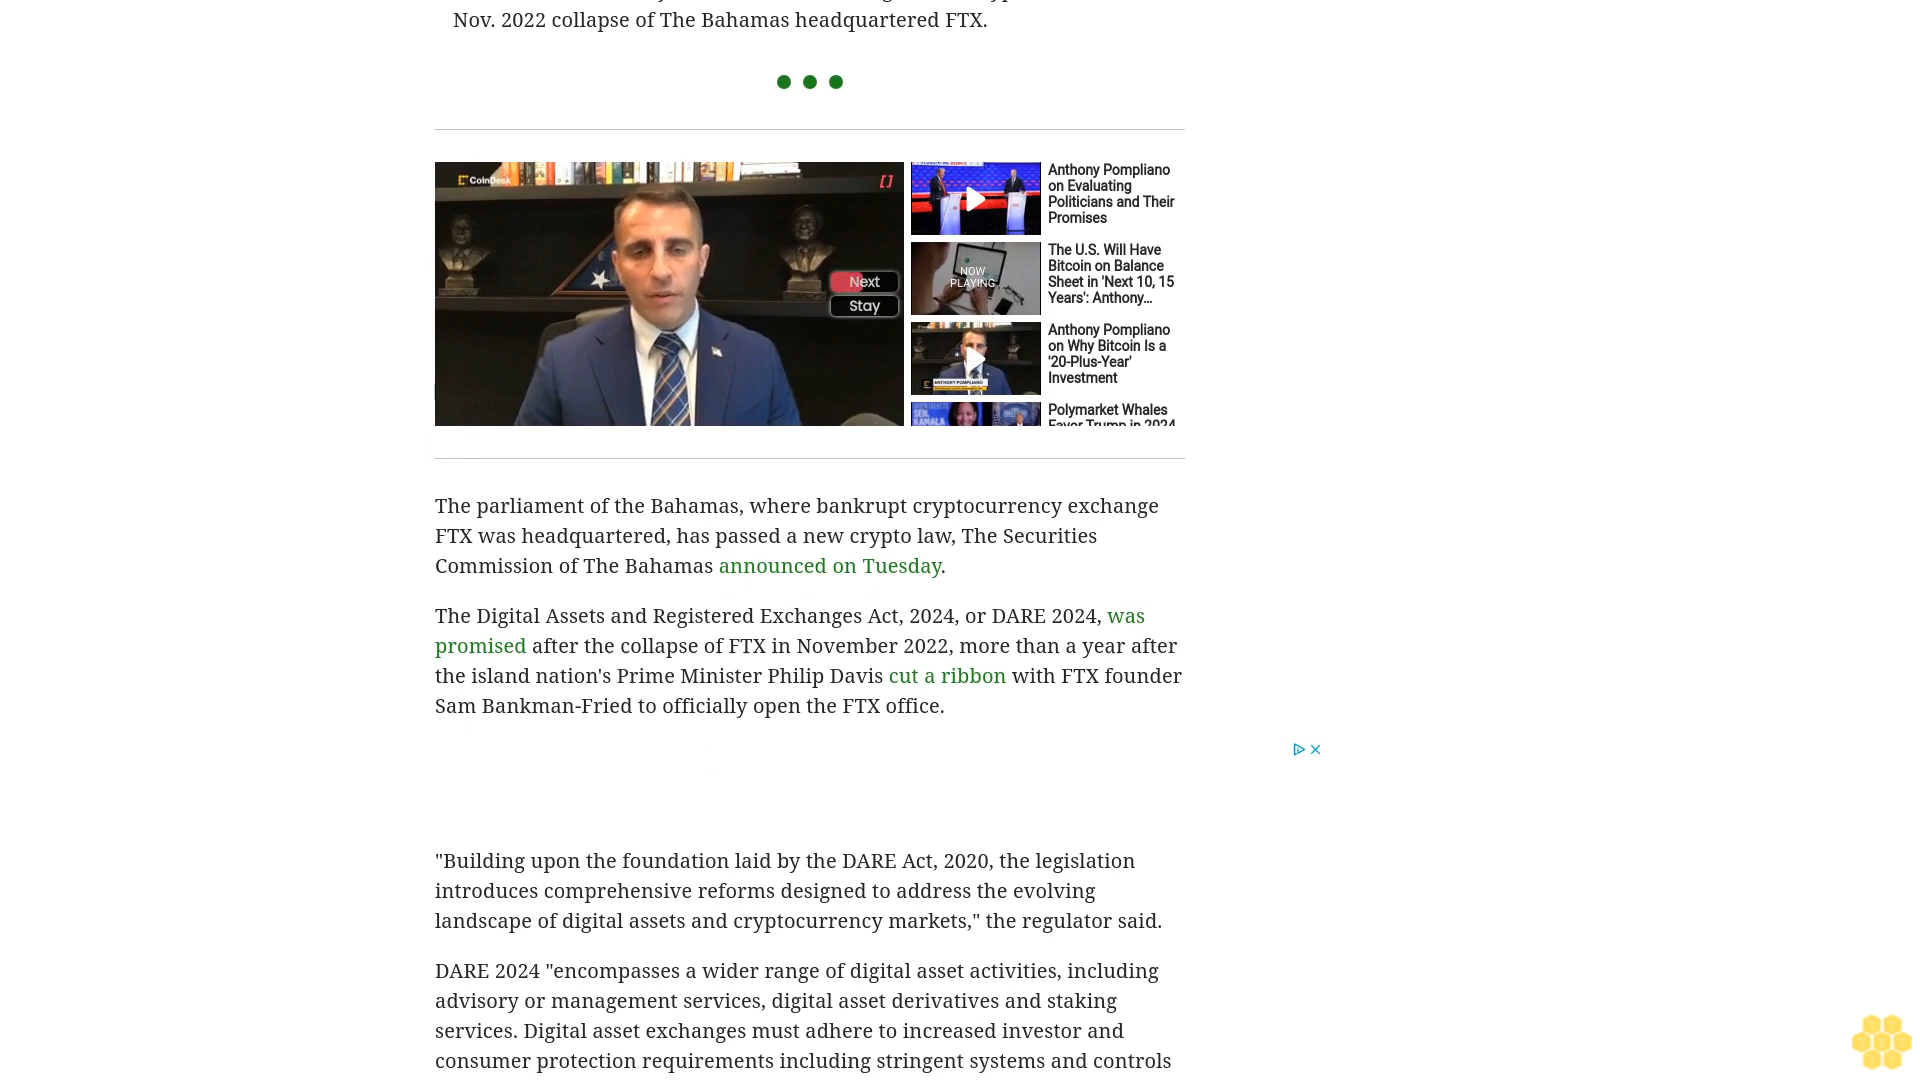 Nov. 2022 collapse of The Bahamas headquartered FTX.
CoinDesk
Next
Stay
Anthony Pompliano
on Evaluating
Politicians and Their
Promises
NOW
PLAYING
The U.S. Will Have
Bitcoin on Balance
Sheet in 'Next 10, 15
Years': Anthony...
ANTHONY POMPLIANO
Anthony Pompliano
on Why Bitcoin Is a
'20-Plus-Year'
Investment
SEN.
KAMALA
Polymarket Whales
Favor Trump in 2024
The parliament of the Bahamas, where bankrupt cryptocurrency exchange
FTX was headquartered, has passed a new crypto law, The Securities
Commission of The Bahamas announced on Tuesday.
The Digital Assets and Registered Exchanges Act, 2024, or DARE 2024, was
promised after the collapse of FTX in November 2022, more than a year after
the island nation's Prime Minister Philip Davis cut a ribbon with FTX founder
Sam Bankman-Fried to officially open the FTX office.
"Building upon the foundation laid by the DARE Act, 2020, the legislation
introduces comprehensive reforms designed to address the evolving
landscape of digital assets and cryptocurrency markets," the regulator said.
DARE 2024 "encompasses a wider range of digital asset activities, including
advisory or management services, digital asset derivatives and staking
services. Digital asset exchanges must adhere to increased investor and
consumer protection requirements including stringent systems and controls